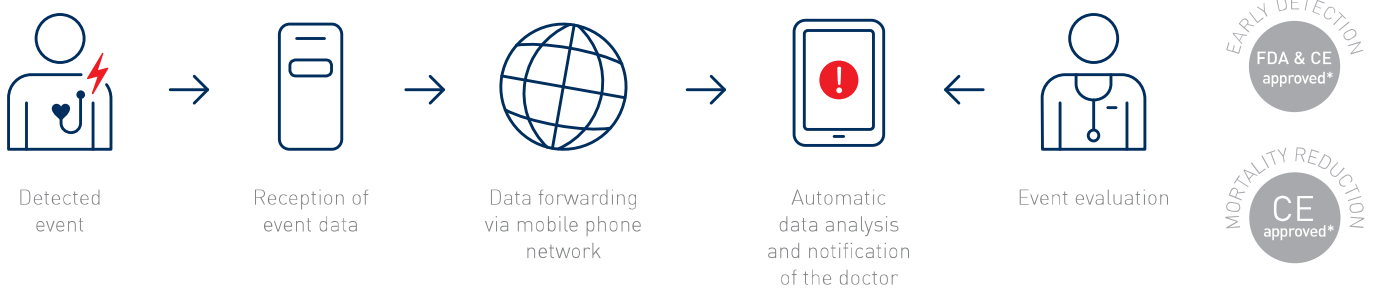 Detected
event
Reception of
event data
Data forwarding
via mobile phone
network
Automatic
data analysis
and notification
of the doctor
Event evaluation
EARLY DETECTION
FDA & CE
approved*
MORTALITY REDUCTION
CE
approved*